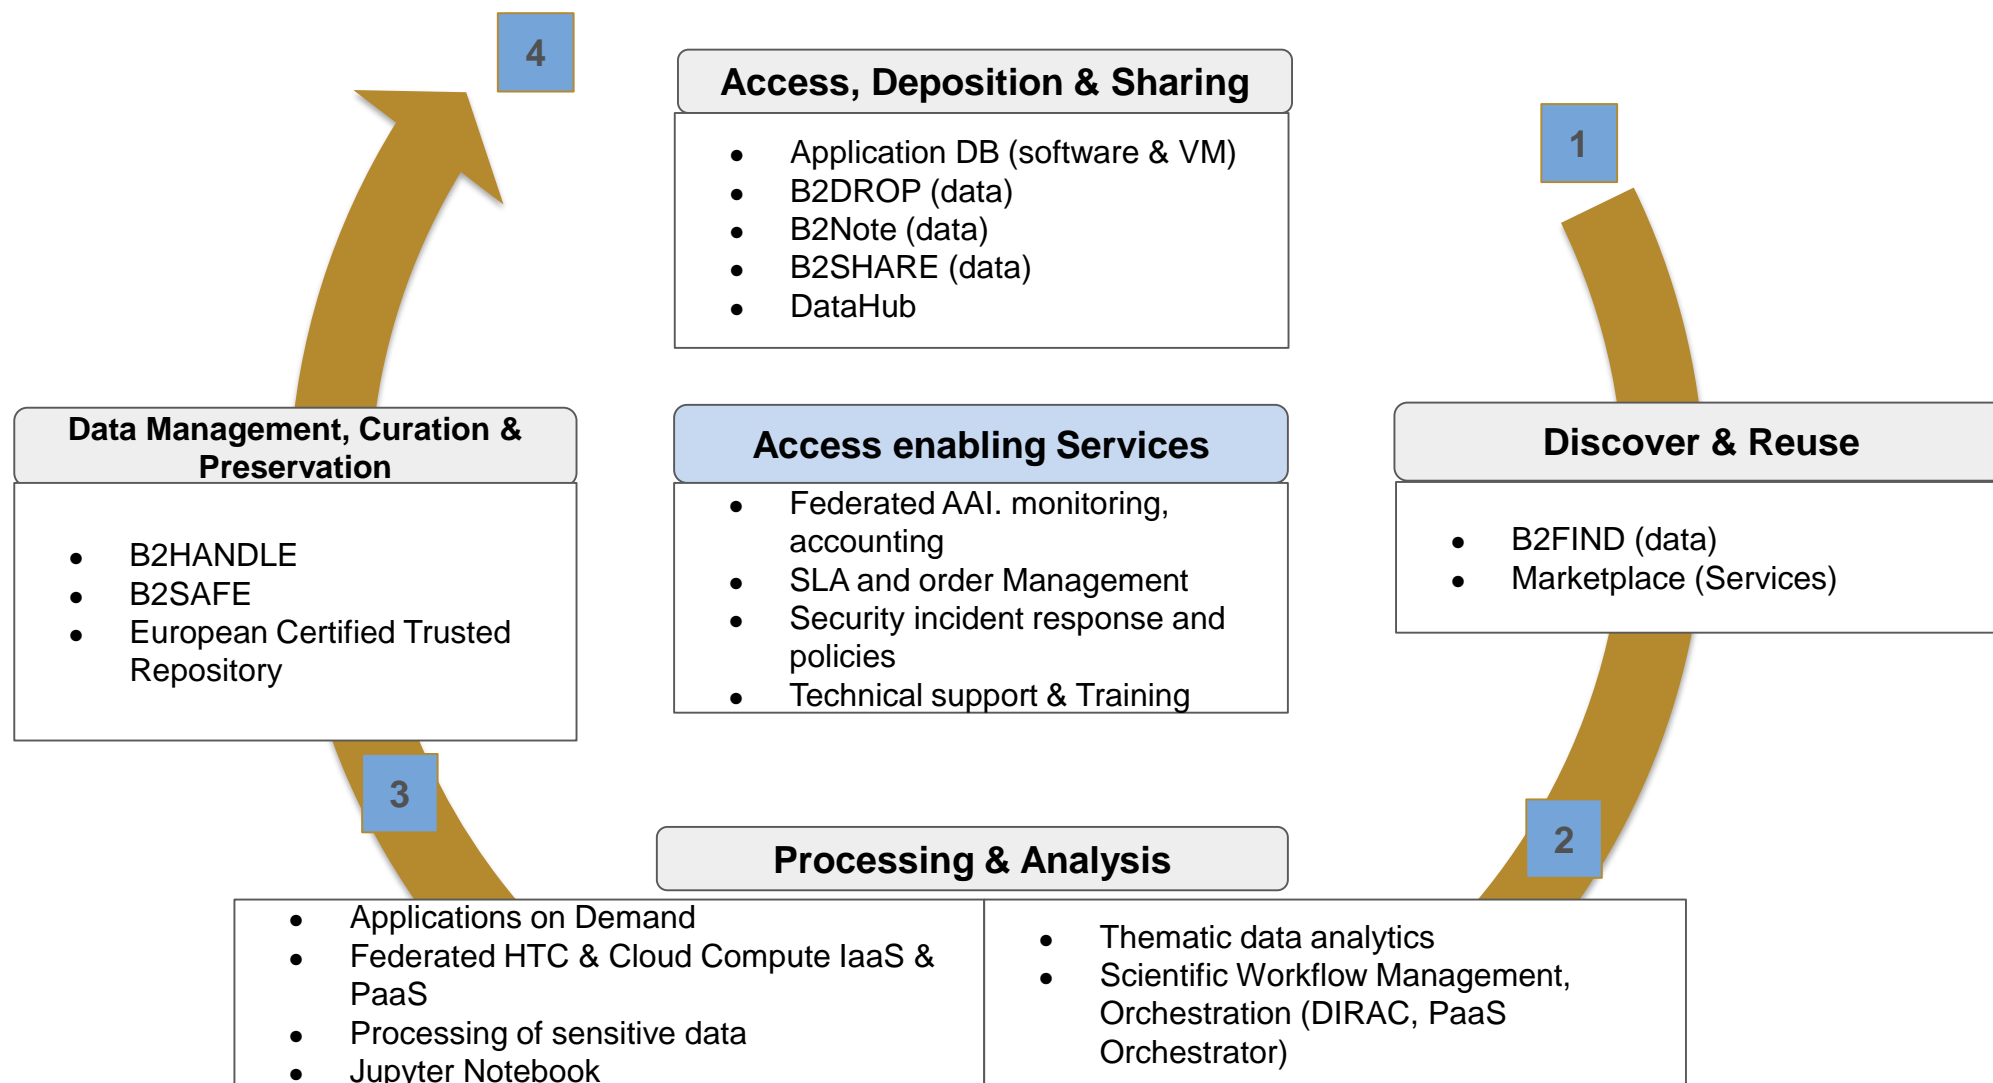 4
Access, Deposition & Sharing
● Application DB (software & VM)
● B2DROP (data)
● B2Note (data)
● B2SHARE (data)
● DataHub
1
Data Management, Curation &
Preservation
● B2HANDLE
● B2SAFE
● European Certified Trusted
Repository
Access enabling Services
● Federated AAI. monitoring,
accounting
● SLA and order Management
● Security incident response and
policies
● Technical support & Training
Discover & Reuse
● B2FIND (data)
● Marketplace (Services)
3
2
Processing & Analysis
● Applications on Demand
● Federated HTC & Cloud Compute IaaS &
PaaS
● Processing of sensitive data
● Jupyter Notebook
● Thematic data analytics
● Scientific Workflow Management,
Orchestration (DIRAC, PaaS
Orchestrator)